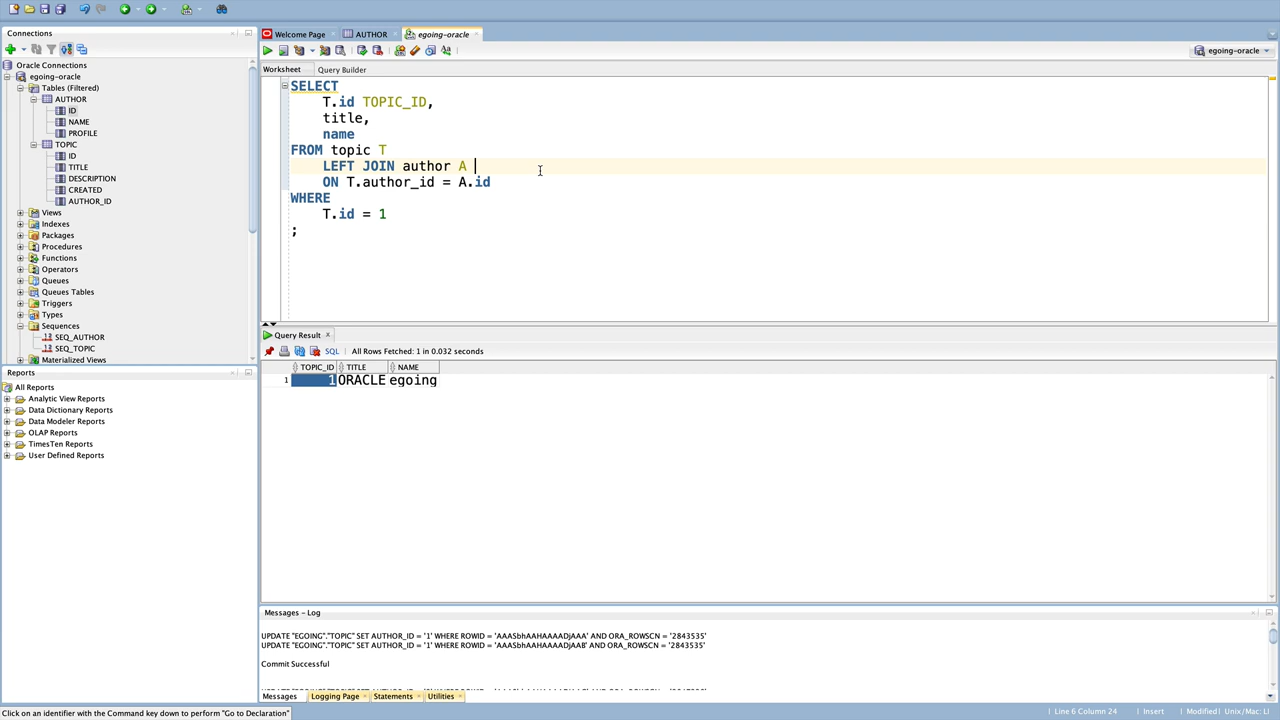 Connections
Oracle Connections
egoing-oracle
Tables (Filtered)
AUTHOR
ID
NAME
PROFILE
TOPIC
ID
TITLE
DESCRIPTION
CREATED
AUTHOR_ID
Views
Indexes
Packages
Procedures
Functions
Operators
Queues
Queues Tables
Triggers
Types
Sequences
SEQ_AUTHOR
SEQ_TOPIC
Materialized Views
Reports
All Reports
Analytic View Reports
Data Dictionary Reports
Data Modeler Reports
OLAP Reports
TimesTen Reports
User Defined Reports
Welcome Page
AUTHOR
egoing-oracle
egoing-oracle
Worksheet
Query Builder
SELECT
T.id TOPIC_ID,
title,
name
FROM topic T
LEFT JOIN author A
ON T.author_id = A.id
WHERE
T.id = 1
;
Query Result
SQL
All Rows Fetched: 1 in 0.032 seconds
TOPIC_ID TITLE NAME
1 1 ORACLE egoing
Messages - Log
UPDATE "EGOING"."TOPIC" SET AUTHOR_ID = '1' WHERE ROWID = 'AAASbhAAHAAAADjAAA' AND ORA_ROWSCN = '2843535'
UPDATE "EGOING"."TOPIC" SET AUTHOR_ID = '1' WHERE ROWID = 'AAASbhAAHAAAADjAAB' AND ORA_ROWSCN = '2843535'
Commit Successful
Messages
Logging Page
Statements
Utilities
Click on an identifier with the Command key down to perform "Go to Declaration"
Line 6 Column 24
Insert
Modified
Unix/Mac: LI